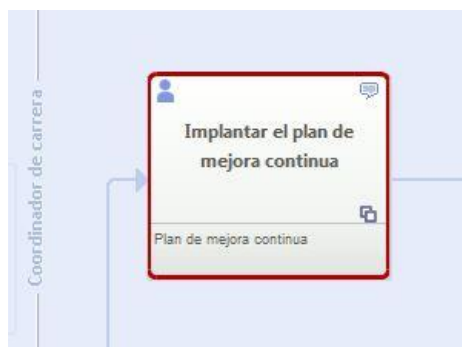 Coordinador de carrera
Implantar el plan de
mejora continua
Plan de mejora continua